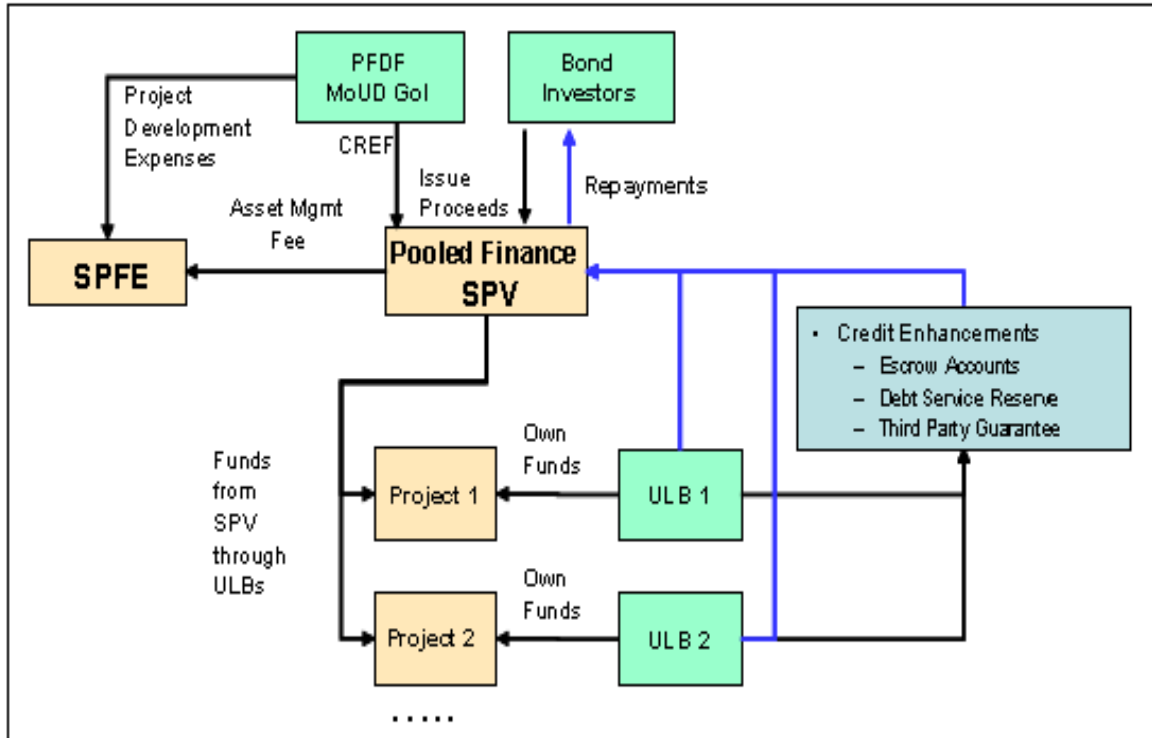 PFDF
MoUD GoI
Bond
Investors
Project
Development
Expenses
CREF
Issue
Proceeds
Repayments
Asset Mgmt
Fee
SPFE
Pooled Finance
SPV
• Credit Enhancements
– Escrow Accounts
– Debt Service Reserve
– Third Party Guarantee
Funds
from
SPV
through
ULBs
Project 1
Own
Funds
ULB 1
Project 2
Own
Funds
ULB 2
.....